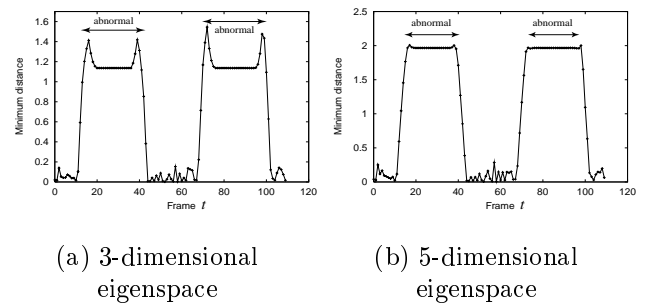 1.6
1.4
1.2
1
0.8
0.6
0.4
0.2
0
0 20 40 60 80 100 120
Minimum distance
Frame t
abnormal
abnormal
2.5
2
1.5
1
0.5
0
0 20 40 60 80 100 120
Minimum distance
Frame t
abnormal
abnormal
(a) 3-dimensional
eigenspace
(b) 5-dimensional
eigenspace